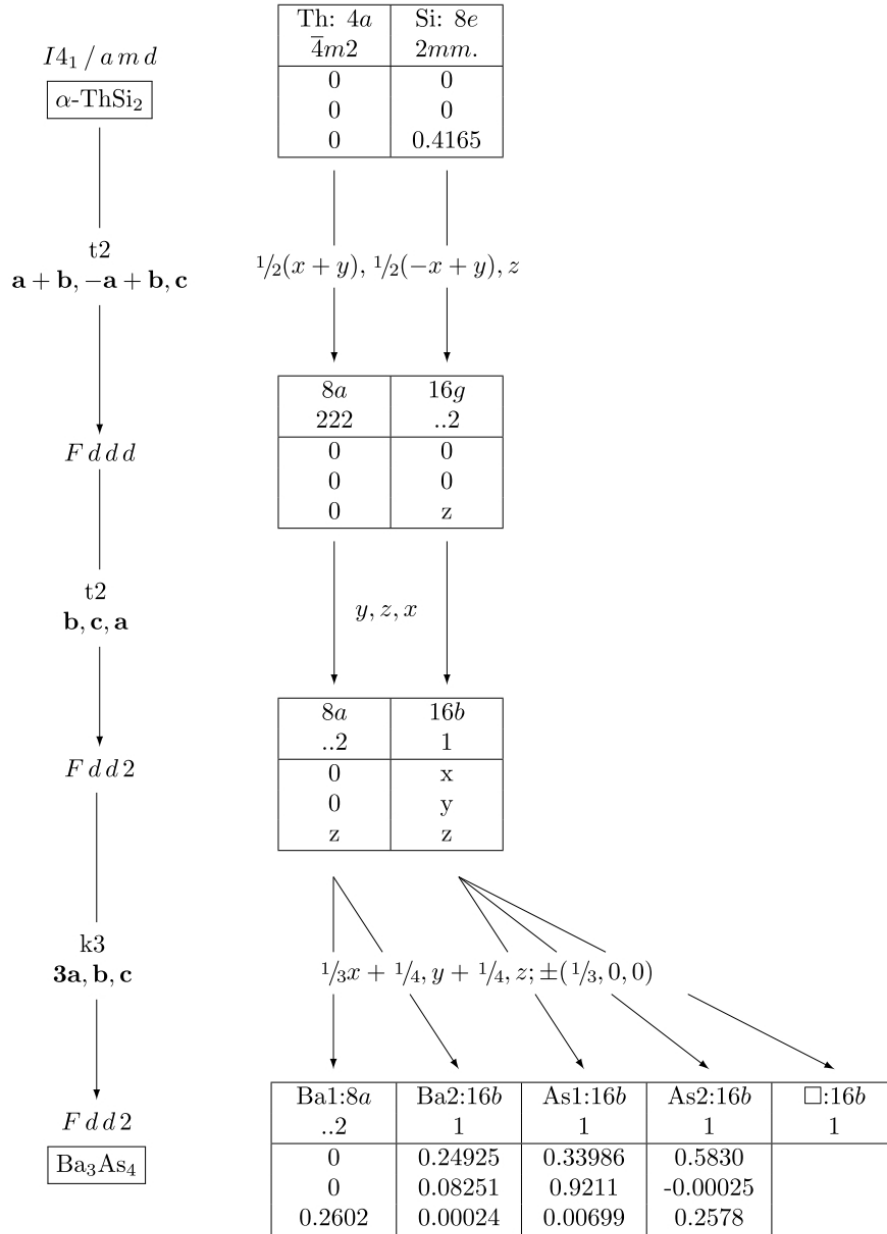 Th: 4a Si: 8e
4̅m2 2mm.
I4₁ / a m d
α-ThSi₂
0 0
0 0
0 0.4165
t2
a + b, −a + b, c
¹/₂(x + y), ¹/₂(−x + y), z
8a 16g
222 ..2
F d d d
0 0
0 0
0 z
t2
b, c, a
y, z, x
8a 16b
..2 1
F d d 2
0 x
0 y
z z
k3
3a, b, c
¹/₃x + ¹/₄, y + ¹/₄, z; ±(¹/₃, 0, 0)
Ba1:8a Ba2:16b As1:16b As2:16b □:16b
..2 1 1 1 1
F d d 2
Ba₃As₄
0 0.24925 0.33986 0.5830
0 0.08251 0.9211 -0.00025
0.2602 0.00024 0.00699 0.2578